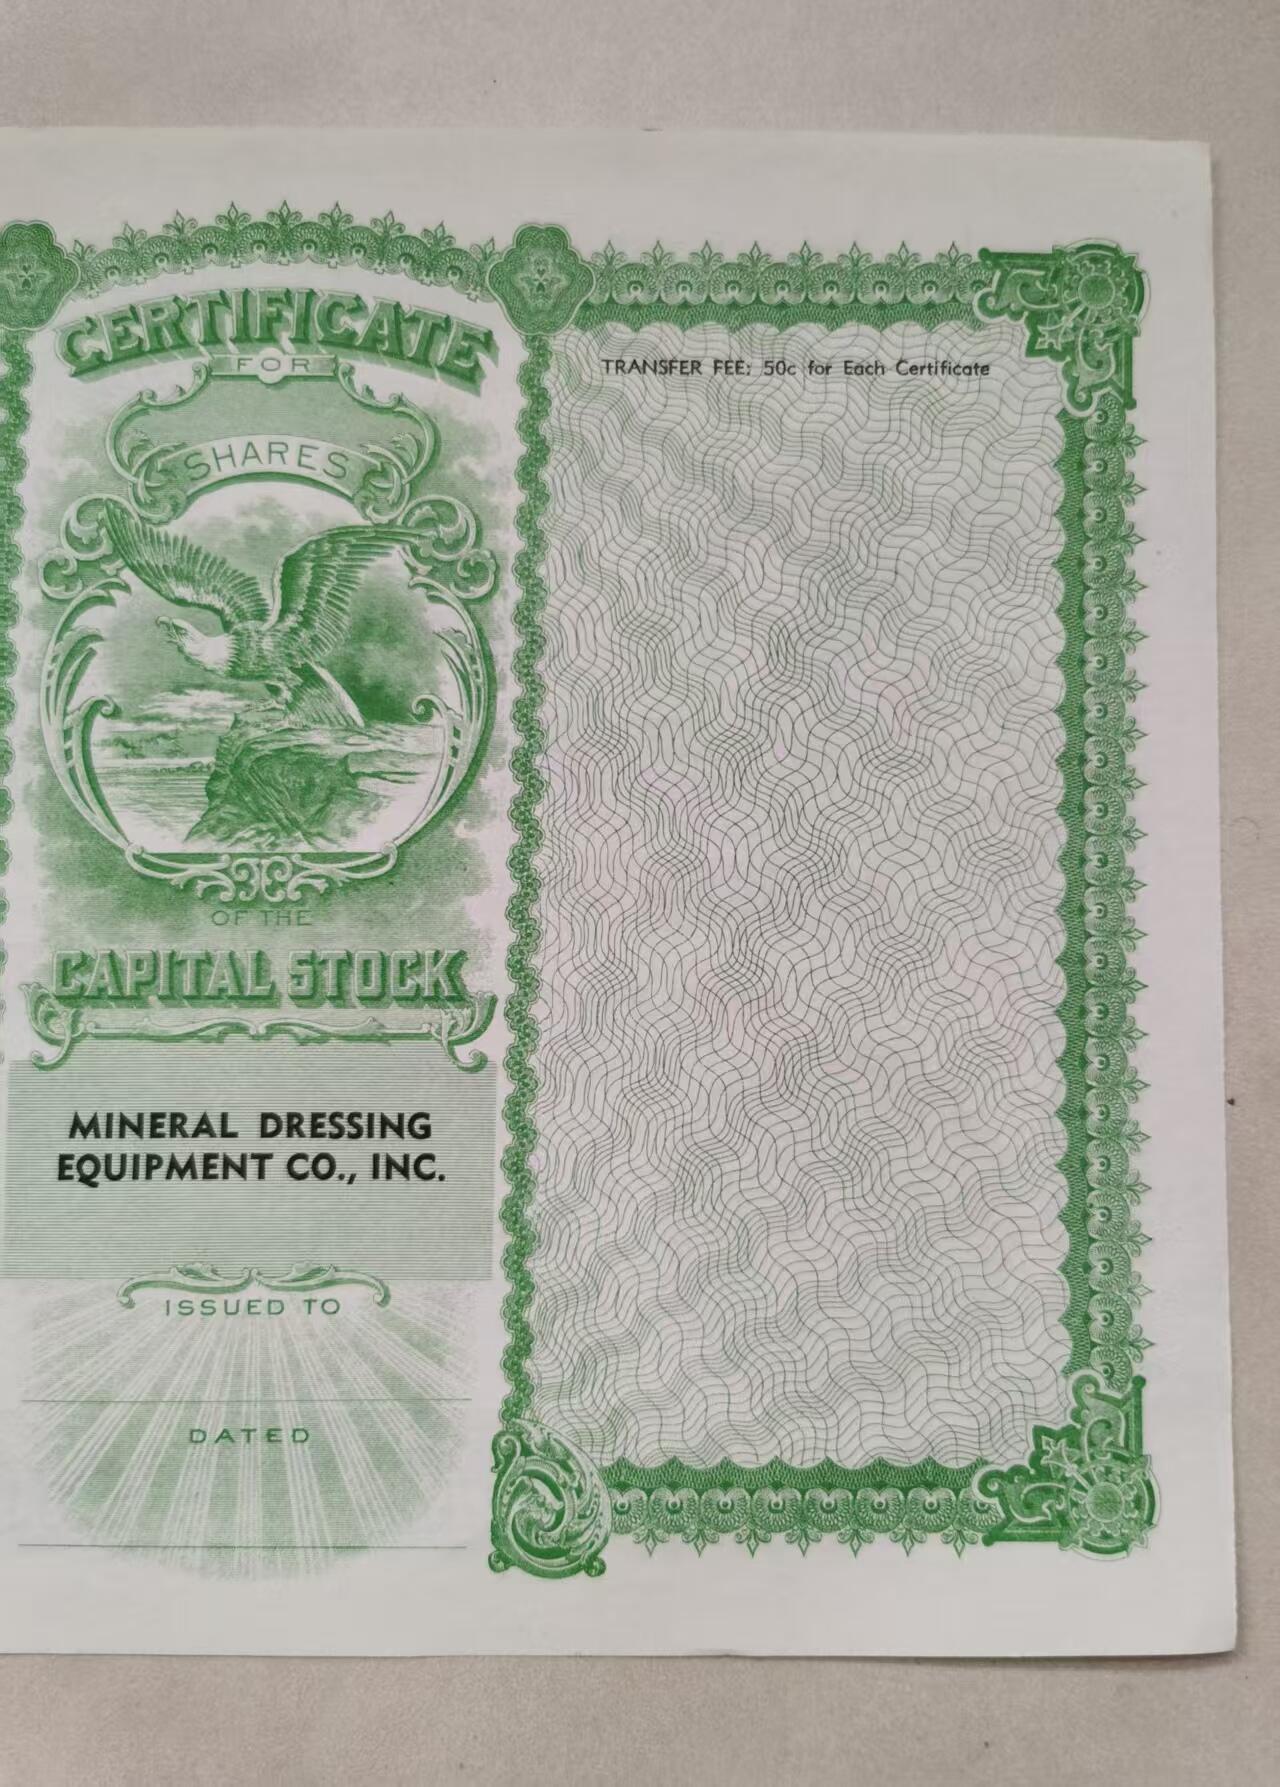 CERTIFICATE
FOR
SHARES
OF THE
CAPITAL STOCK
MINERAL DRESSING
EQUIPMENT CO., INC.
ISSUED TO
DATED
TRANSFER FEE: 50c for Each Certificate